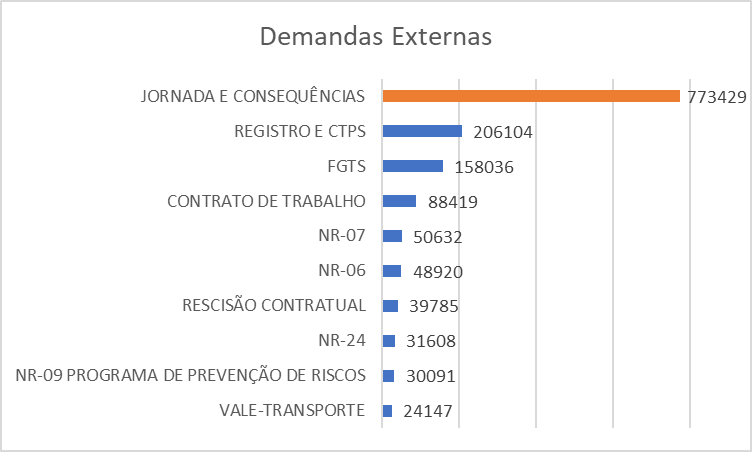 Demandas Externas
JORNADA E CONSEQUÊNCIAS 773429
REGISTRO E CTPS 206104
FGTS 158036
CONTRATO DE TRABALHO 88419
NR-07 50632
NR-06 48920
RESCISÃO CONTRATUAL 39785
NR-24 31608
NR-09 PROGRAMA DE PREVENÇÃO DE RISCOS 30091
VALE-TRANSPORTE 24147